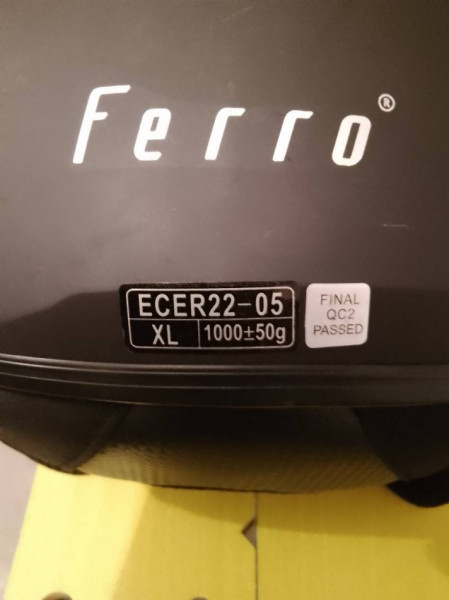 Ferro®
ECER22-05
XL 1000±50g
FINAL
QC2
PASSED